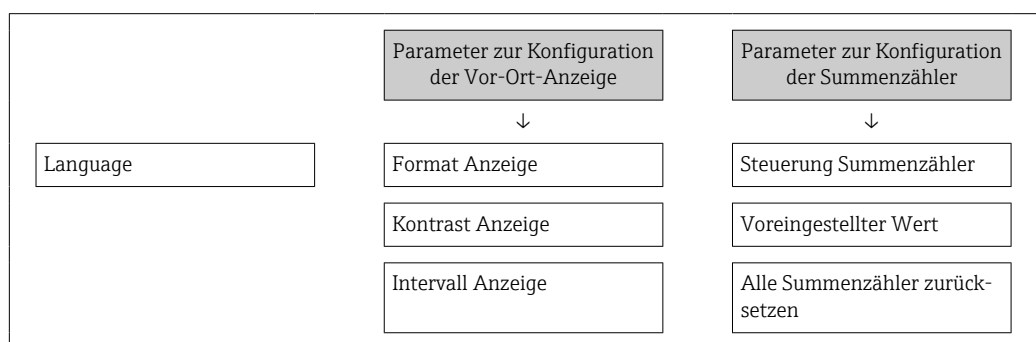 Parameter zur Konfiguration
der Vor-Ort-Anzeige
Parameter zur Konfiguration
der Summenzähler
↓
↓
Language
Format Anzeige
Steuerung Summenzähler
Kontrast Anzeige
Voreingestellter Wert
Intervall Anzeige
Alle Summenzähler zurück-
setzen